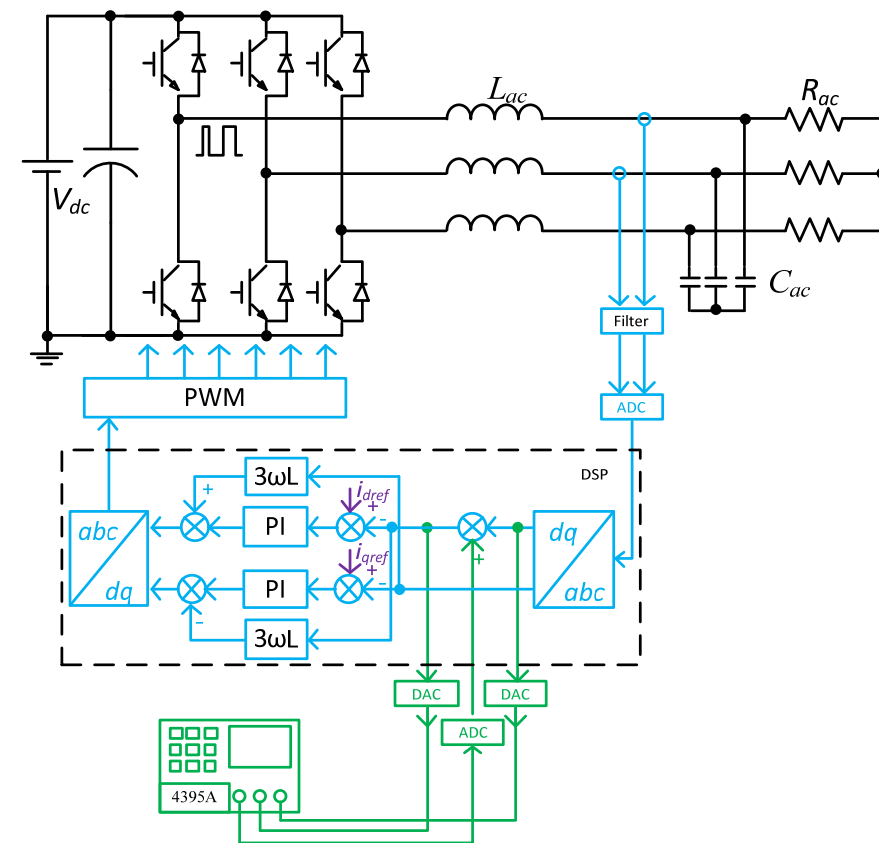 L_ac
R_ac
V_dc
C_ac
Filter
PWM
ADC
DSP
3ωL
+
i_dref
+
-
abc
dq
PI
dq
abc
i_qref
+
-
+
PI
-
3ωL
DAC
DAC
ADC
4395A